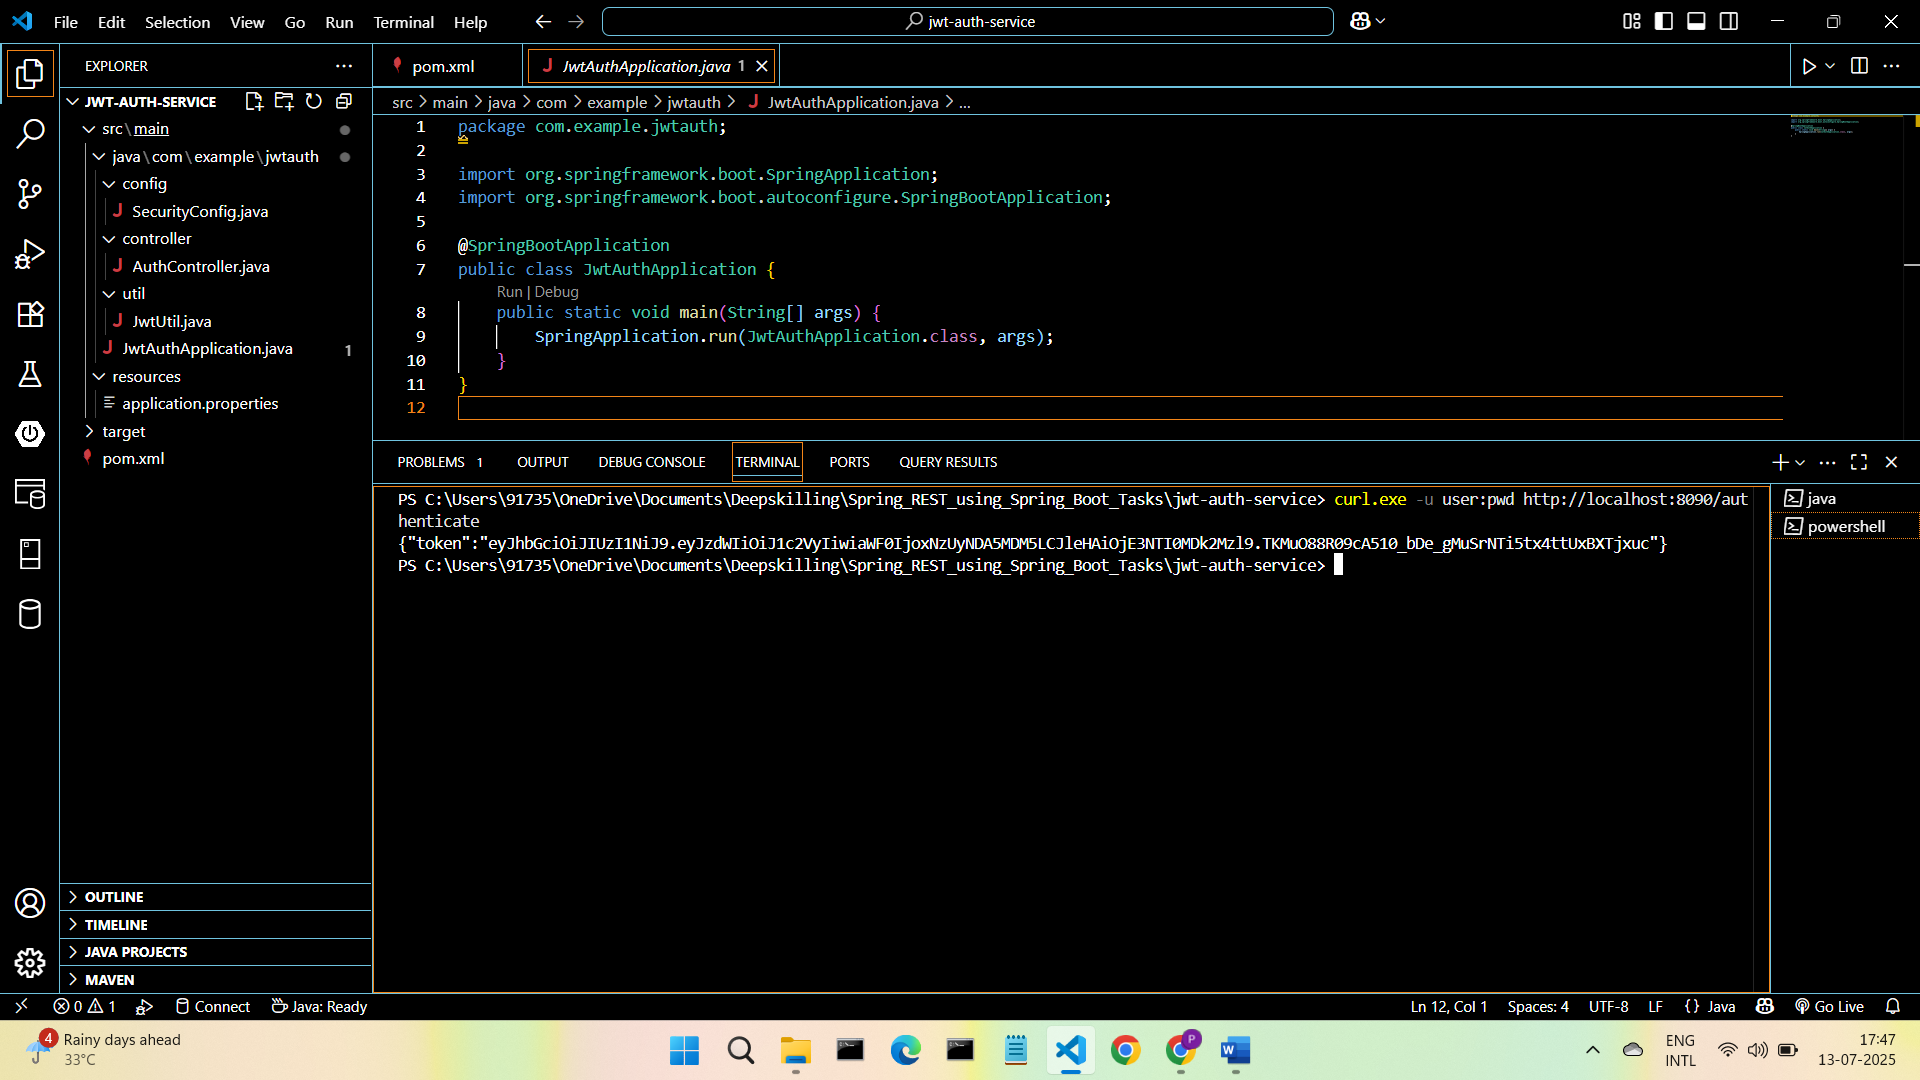 File Edit Selection View Go Run Terminal Help
jwt-auth-service
EXPLORER
JWT-AUTH-SERVICE
src\main
java\com\example\jwtauth
config
SecurityConfig.java
controller
AuthController.java
util
JwtUtil.java
JwtAuthApplication.java 1
resources
application.properties
target
pom.xml
OUTLINE
TIMELINE
JAVA PROJECTS
MAVEN
pom.xml
JwtAuthApplication.java 1
src > main > java > com > example > jwtauth > JwtAuthApplication.java > ...
1 package com.example.jwtauth;
2
3 import org.springframework.boot.SpringApplication;
4 import org.springframework.boot.autoconfigure.SpringBootApplication;
5
6 @SpringBootApplication
7 public class JwtAuthApplication {
Run | Debug
8 public static void main(String[] args) {
9 SpringApplication.run(JwtAuthApplication.class, args);
10 }
11 }
12
PROBLEMS 1 OUTPUT DEBUG CONSOLE TERMINAL PORTS QUERY RESULTS
PS C:\Users\91735\OneDrive\Documents\Deepskilling\Spring_REST_using_Spring_Boot_Tasks\jwt-auth-service> curl.exe -u user:pwd http://localhost:8090/aut
henticate
{"token":"eyJhbGciOiJIUzI1NiJ9.eyJzdWIiOiJ1c2VyIiwiaWF0IjoxNzUyNDA5MDM5LCJleHAiOjE3NTI0MDk2Mzl9.TKMuO88R09cA510_bDe_gMuSrNTi5tx4ttUxBXTjxuc"}
PS C:\Users\91735\OneDrive\Documents\Deepskilling\Spring_REST_using_Spring_Boot_Tasks\jwt-auth-service>
java
powershell
0 1 Connect Java: Ready
Ln 12, Col 1 Spaces: 4 UTF-8 LF {} Java Go Live
4
Rainy days ahead
33°C
P
ENG
INTL
17:47
13-07-2025